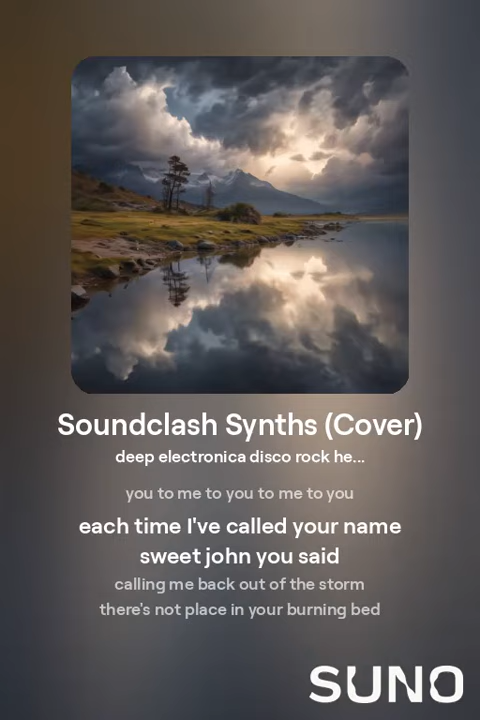 Soundclash Synths (Cover)
deep electronica disco rock he...
you to me to you to me to you
each time I've called your name
sweet john you said
calling me back out of the storm
there's not place in your burning bed
SUNO